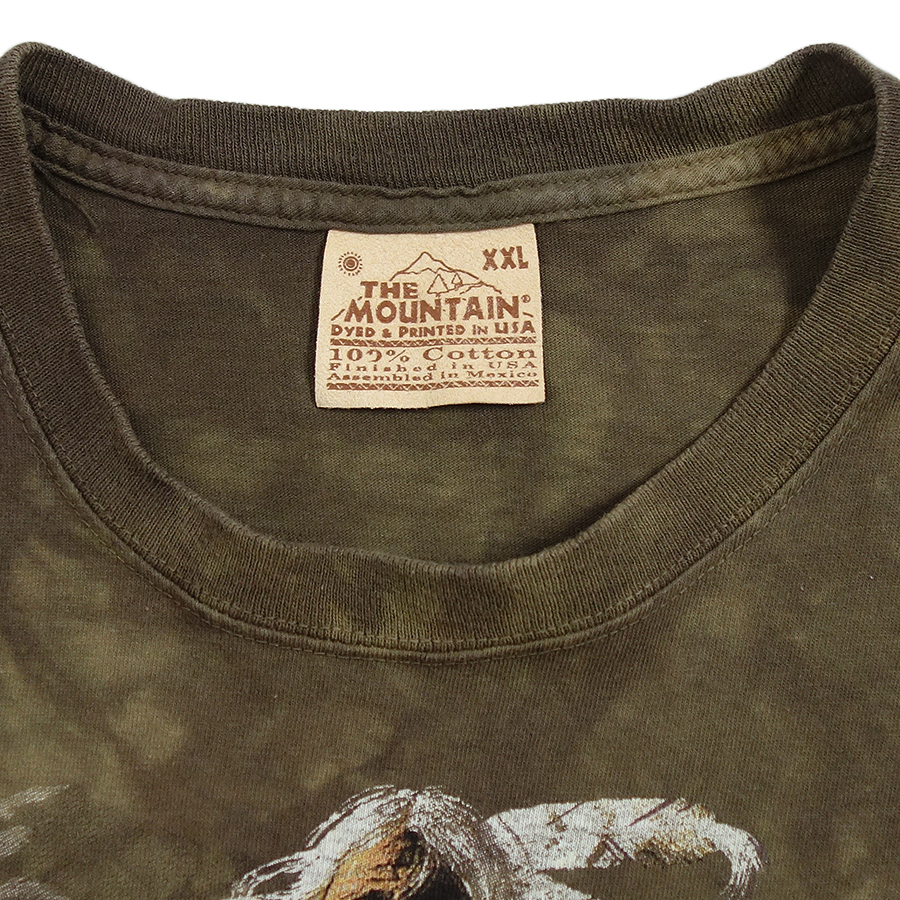 XXL
THE
MOUNTAIN®
DYED & PRINTED IN USA
100% Cotton
Finished in USA
Assembled in Mexico